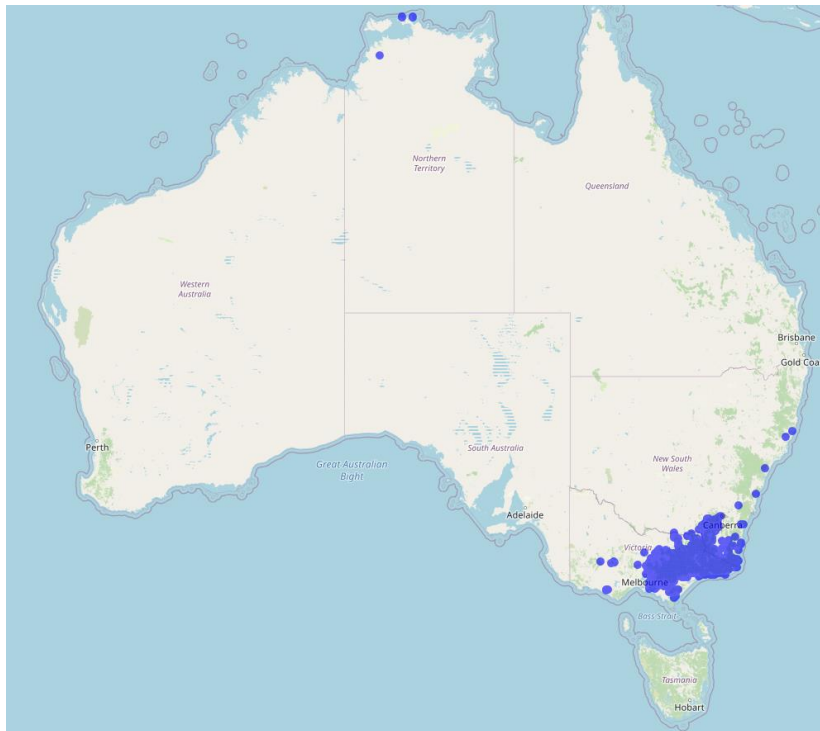 Northern
Territory
Queensland
Western
Australia
Brisbane
Gold Coa
Perth
South Australia
New South
Wales
Great Australian
Bight
Adelaide
Canberra
Victoria
Melbourne
Bass Strait
Tasmania
Hobart